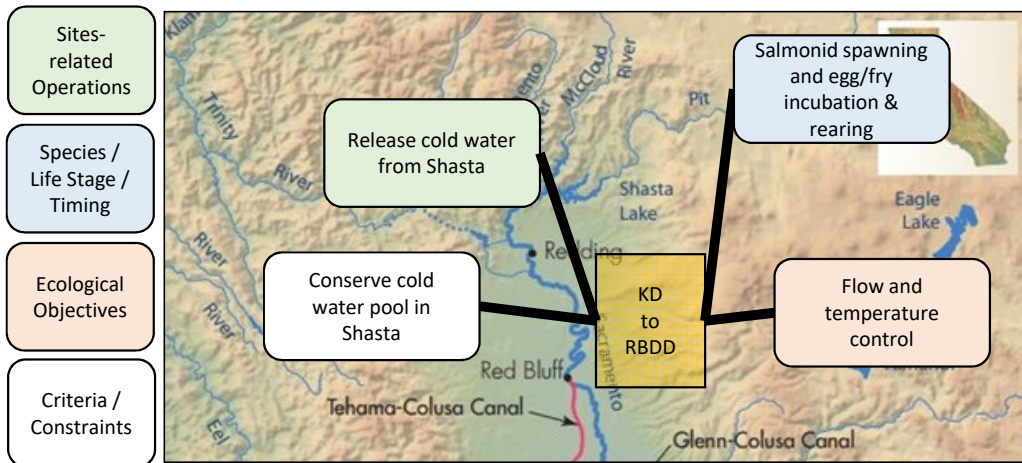 Sites-
related
Operations
Species /
Life Stage /
Timing
Ecological
Objectives
Criteria /
Constraints
Release cold water
from Shasta
Conserve cold
water pool in
Shasta
KD
to
RBDD
Salmonid spawning
and egg/fry
incubation &
rearing
Flow and
temperature
control
Trinity
River
McCloud
River
Pit
Shasta
Lake
Eagle
Lake
Redding
River
River
Eel
Red Bluff
Tehama-Colusa Canal
Sacramento
Glenn-Colusa Canal